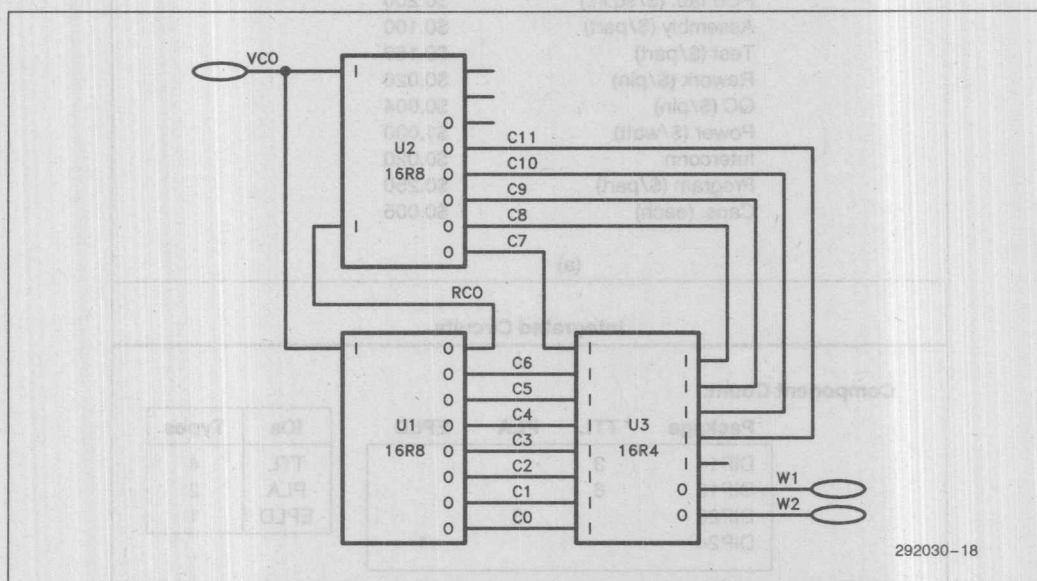 VCO
I
O
U2
C11
O
16R8
C10
O
C9
O
I
C8
O
C7
O
RCO
I
O
I
I
C6
O
I
I
C5
O
I
I
U1
C4
O
I
U3
I
16R8
C3
O
I
16R4
I
C2
O
I
O
W1
C1
O
I
O
W2
C0
O
I
292030-18